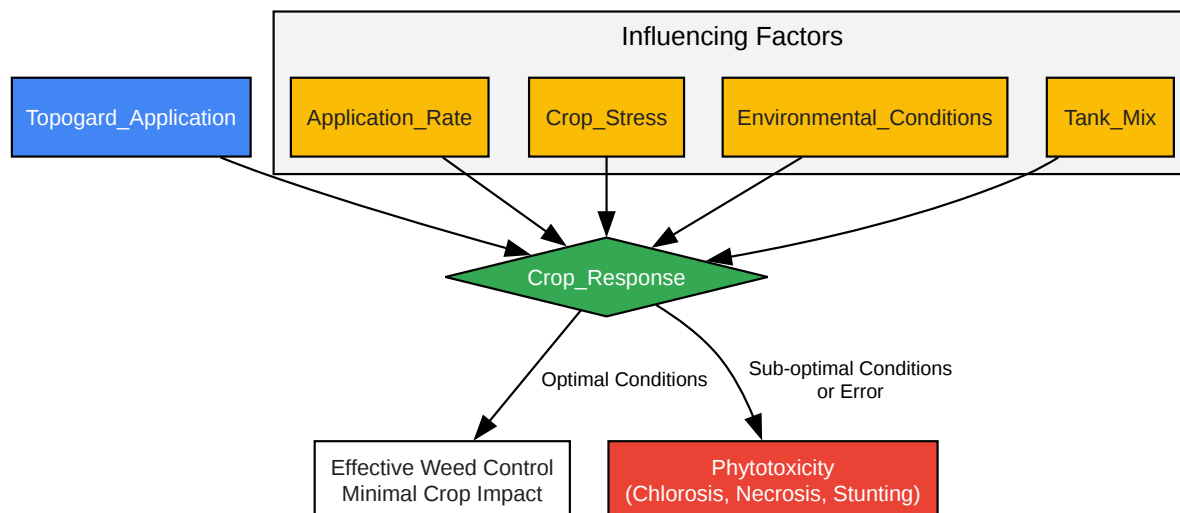 Influencing Factors
Topogard_Application
Application_Rate
Crop_Stress
Environmental_Conditions
Tank_Mix
Crop_Response
Optimal Conditions
Sub-optimal Conditions
or Error
Effective Weed Control
Minimal Crop Impact
Phytotoxicity
(Chlorosis, Necrosis, Stunting)